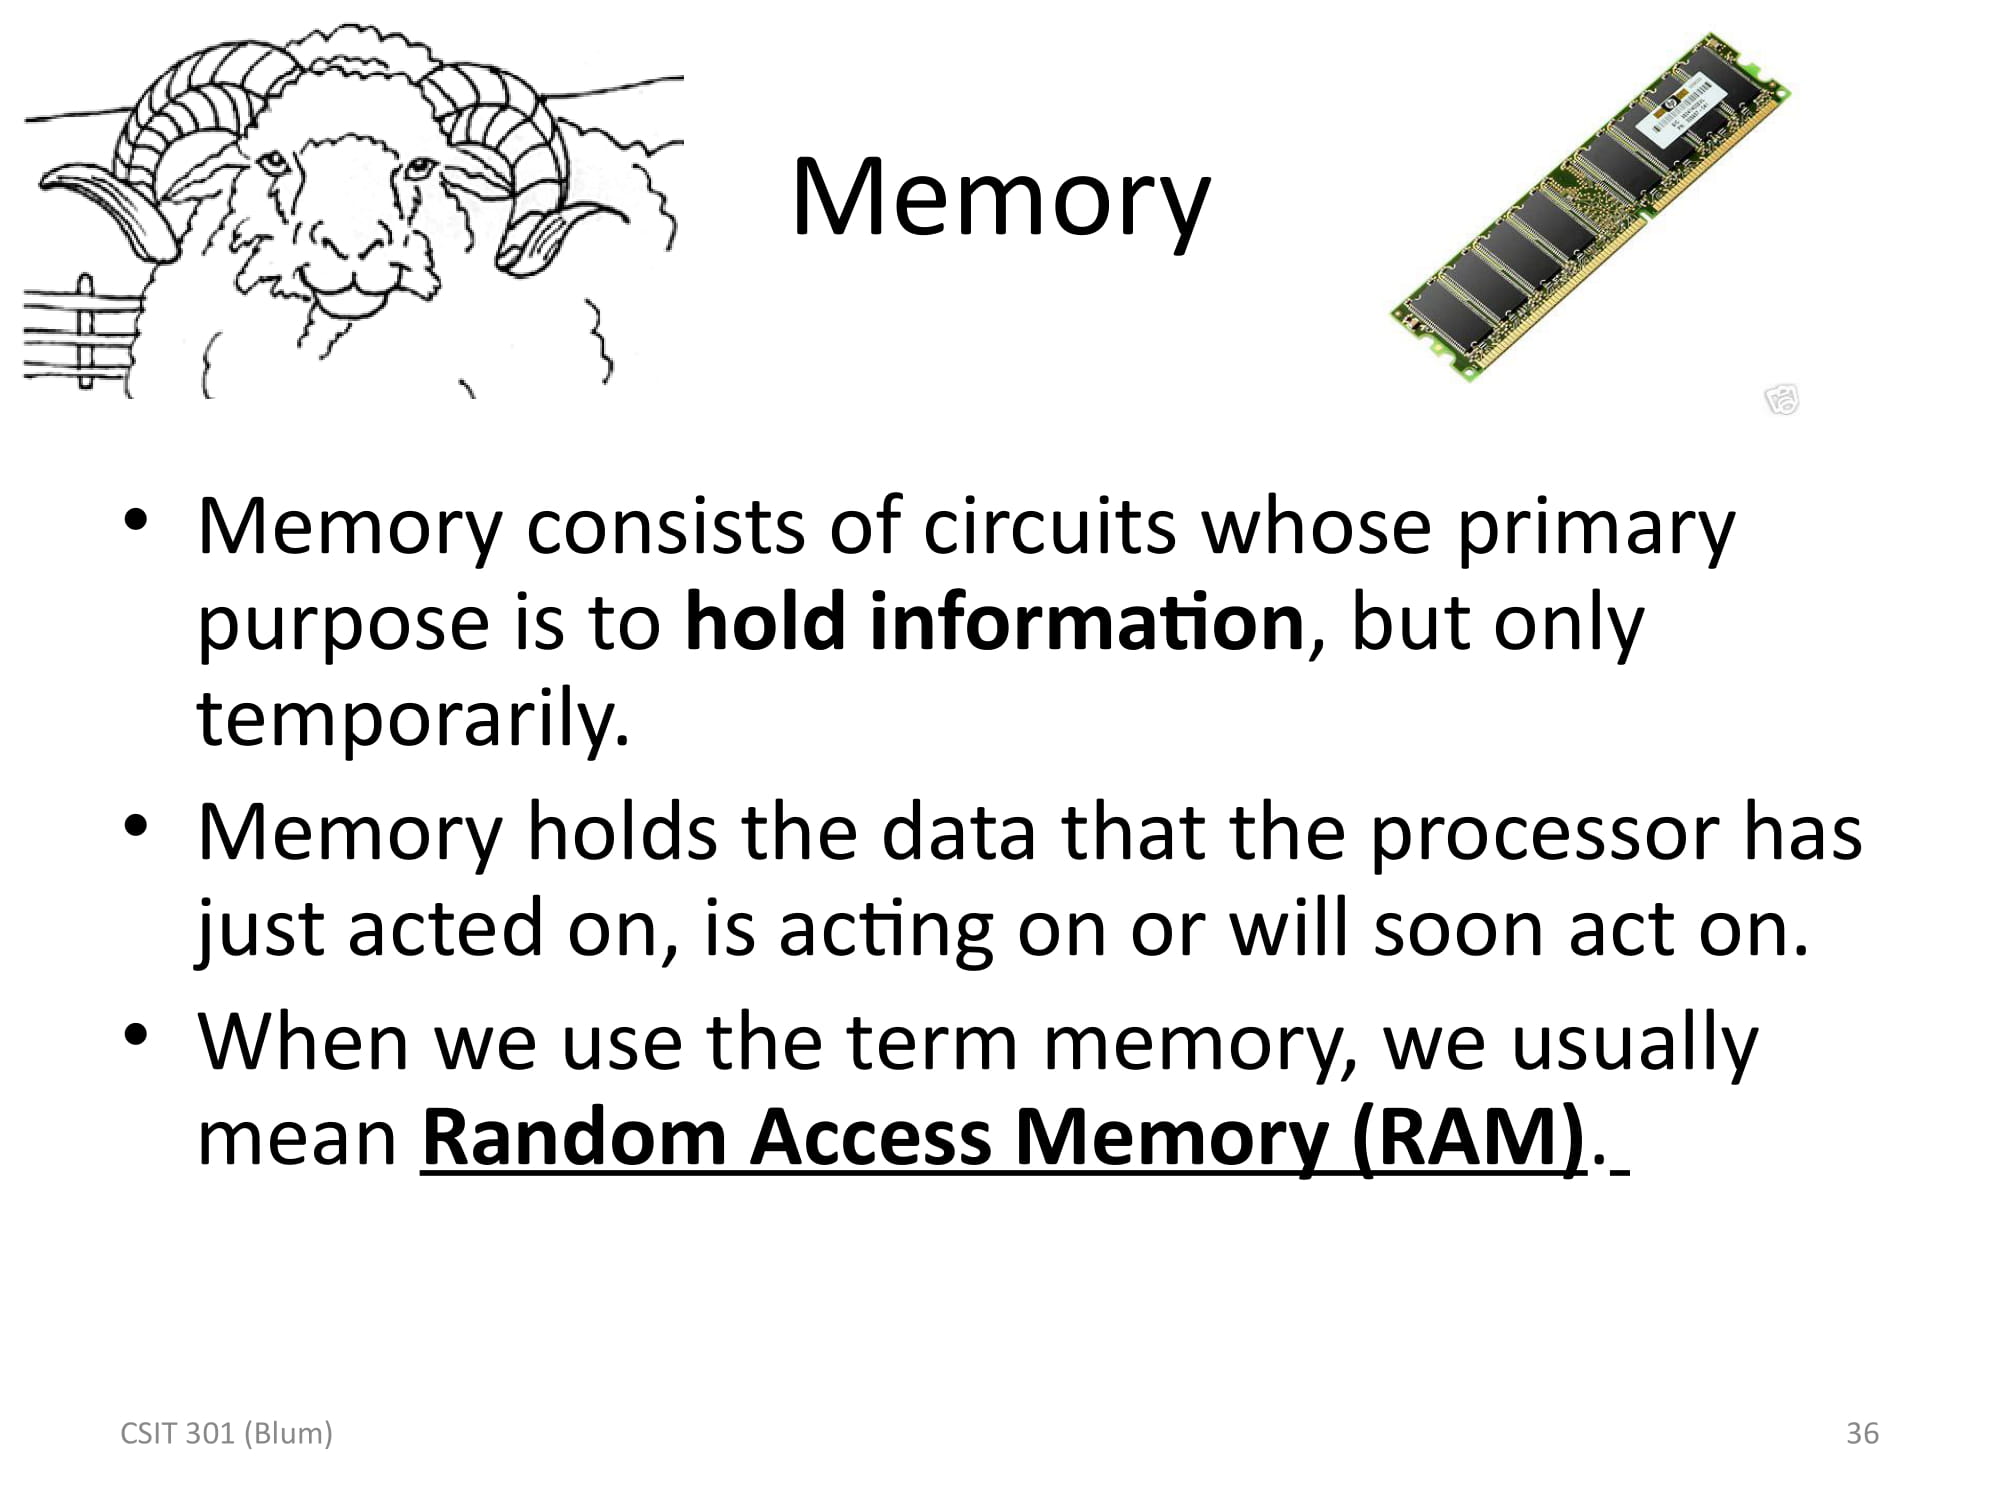 Memory
• Memory consists of circuits whose primary
purpose is to hold information, but only
temporarily.
• Memory holds the data that the processor has
just acted on, is acting on or will soon act on.
• When we use the term memory, we usually
mean Random Access Memory (RAM).
CSIT 301 (Blum)
36